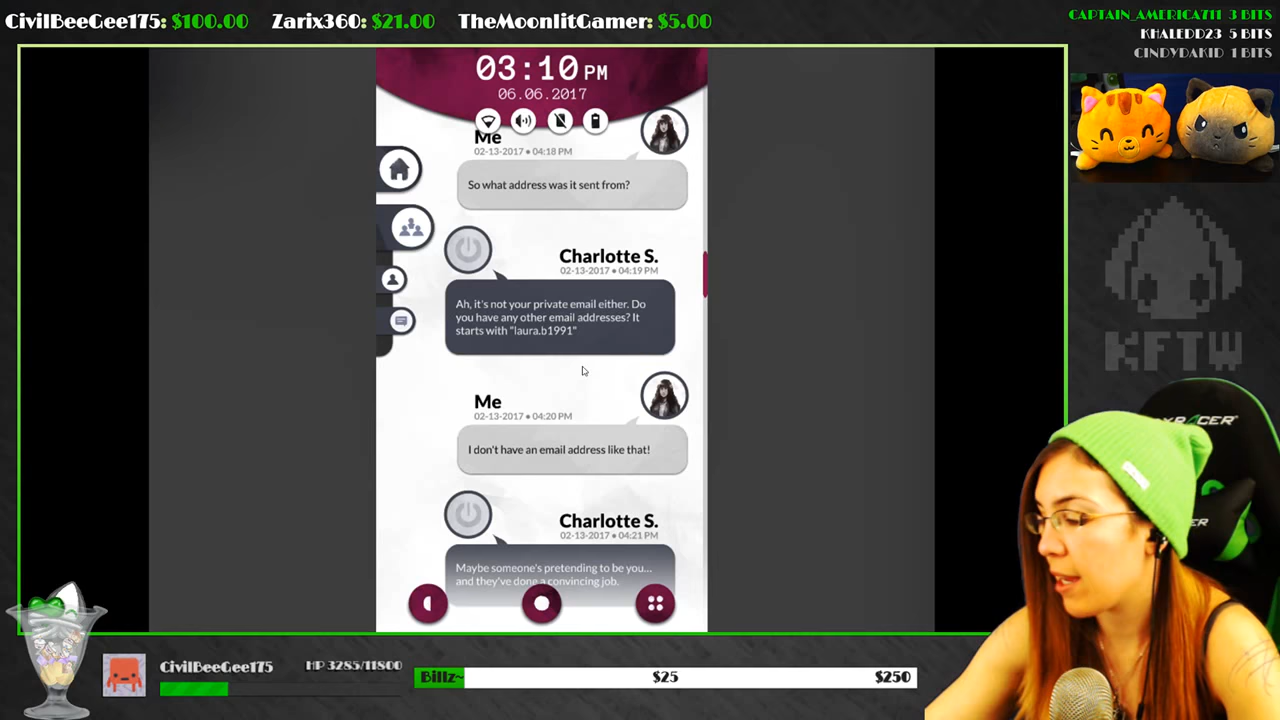 CivilBeeGee175: $100.00 Zarix360: $21.00 TheMoonlitGamer: $5.00
CAPTAIN_AMERICA711 3 BITS
KHALEDD23 5 BITS
CINDYDAKID 1 BITS
03:10 PM
06.06.2017
Me
02-13-2017 • 04:18 PM
So what address was it sent from?
Charlotte S.
02-13-2017 • 04:19 PM
Ah, it's not your private email either. Do
you have any other email addresses? It
starts with "laura.b1991"
Me
02-13-2017 • 04:20 PM
I don't have an email address like that!
Charlotte S.
02-13-2017 • 04:21 PM
Maybe someone's pretending to be you...
and they've done a convincing job.
KFTW
CivilBeeGee175 HP 3285/11800
Billz~ $25 $250